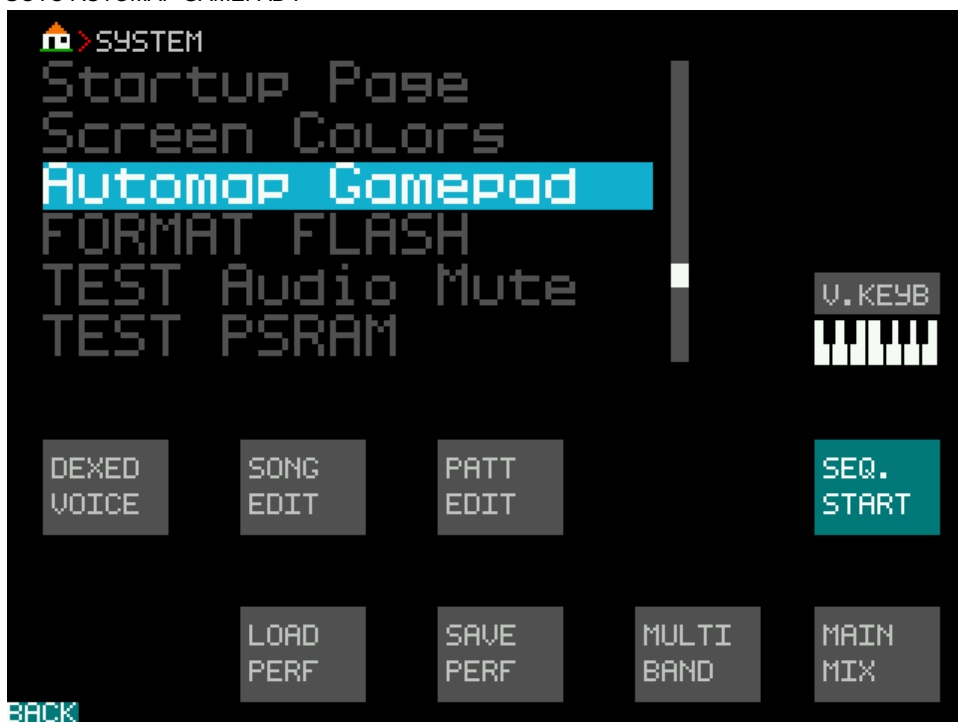 >SYSTEM
Startup Page
Screen Colors
Automap Gamepad
FORMAT FLASH
TEST Audio Mute
TEST PSRAM
V.KEYB
DEXED
VOICE
SONG
EDIT
PATT
EDIT
SEQ.
START
LOAD
PERF
SAVE
PERF
MULTI
BAND
MAIN
MIX
BACK